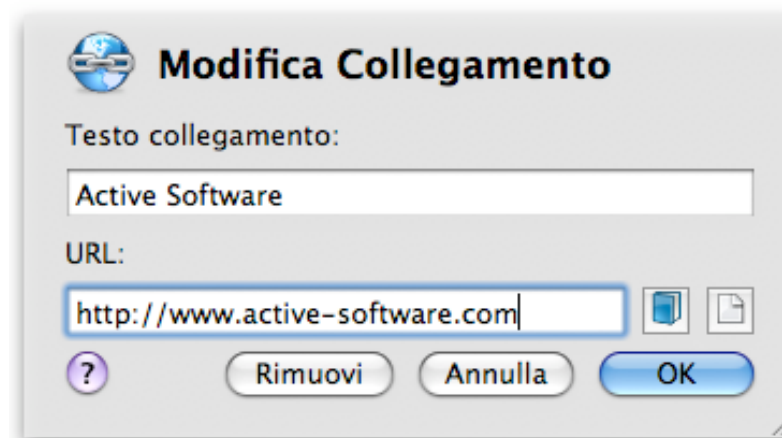 Modifica Collegamento
Testo collegamento:
Active Software
URL:
http://www.active-software.com
? Rimuovi Annulla OK